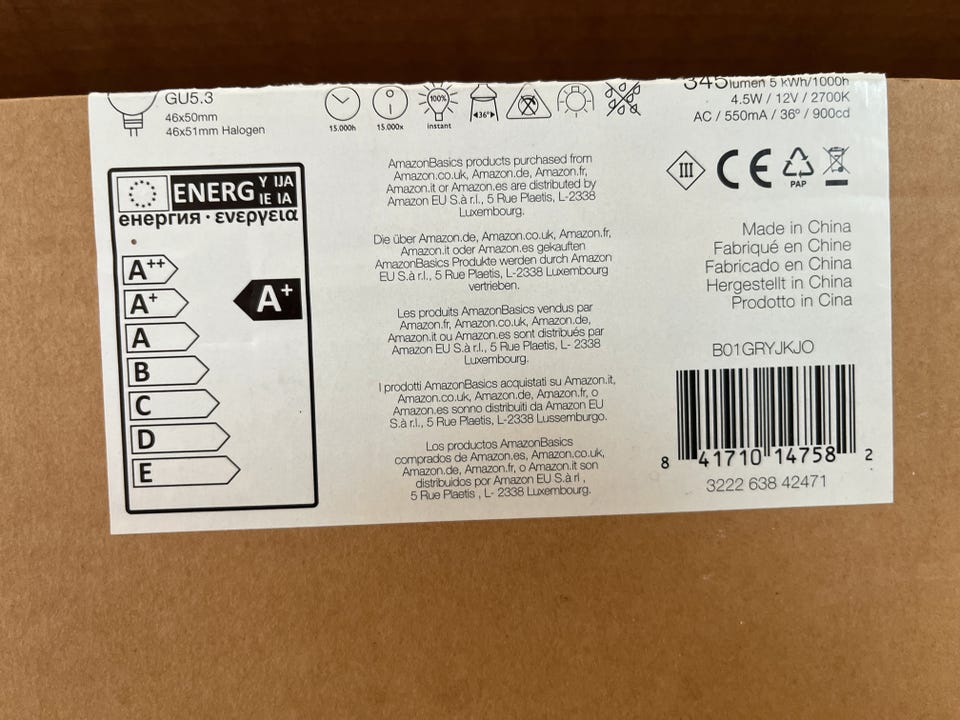 GU5.3
46x50mm
46x51mm Halogen
15.000h
15.000x
100%
instant
36°
345lumen 5 kWh/1000h
4.5W / 12V / 2700K
AC / 550mA / 36° / 900cd
ENERG Y IJA
IE IA
енергия · ενεργεια
A++
A+
A
B
C
D
E
A+
AmazonBasics products purchased from
Amazon.co.uk, Amazon.de, Amazon.fr,
Amazon.it or Amazon.es are distributed by
Amazon EU S.à r.l., 5 Rue Plaetis, L-2338
Luxembourg.
Die über Amazon.de, Amazon.co.uk, Amazon.fr,
Amazon.it oder Amazon.es gekauften
AmazonBasics Produkte werden durch Amazon
EU S.à r.l., 5 Rue Plaetis, L-2338 Luxembourg
vertrieben.
Les produits AmazonBasics vendus par
Amazon.fr, Amazon.co.uk, Amazon.de,
Amazon.it ou Amazon.es sont distribués par
Amazon EU S.à r.l., 5 Rue Plaetis, L- 2338
Luxembourg.
I prodotti AmazonBasics acquistati su Amazon.it,
Amazon.co.uk, Amazon.de, Amazon.fr, o
Amazon.es sonno distribuiti da Amazon EU
S.à r.l., 5 Rue Plaetis, L-2338 Lussemburgo.
Los productos AmazonBasics
comprados de Amazon.es, Amazon.co.uk,
Amazon.de, Amazon.fr, o Amazon.it son
distribuidos por Amazon EU S.à rl ,
5 Rue Plaetis , L- 2338 Luxembourg.
III
CE
PAP
Made in China
Fabriqué en Chine
Fabricado en China
Hergestellt in China
Prodotto in Cina
B01GRYJKJO
8 41710 14758 2
3222 638 42471